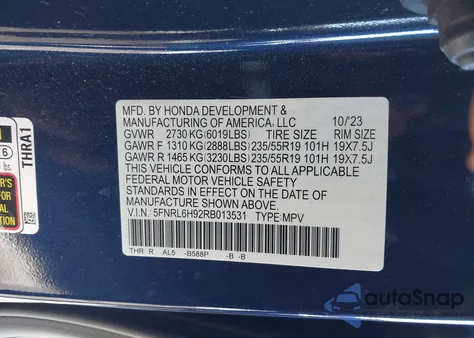 MFD. BY HONDA DEVELOPMENT &
MANUFACTURING OF AMERICA, LLC 10/'23
GVWR 2730 KG (6019LBS) TIRE SIZE RIM SIZE
GAWR F 1310 KG (2888LBS) 235/55R19 101H 19X7.5J
GAWR R 1465 KG (3230LBS) 235/55R19 101H 19X7.5J
THIS VEHICLE CONFORMS TO ALL APPLICABLE
FEDERAL MOTOR VEHICLE SAFETY
STANDARDS IN EFFECT ON THE DATE OF
MANUFACTURE SHOWN ABOVE.
V.I.N. 5FNRL6H92RB013531 TYPE: MPV
THR R AL5 -B588P -B -B
THRA1
6
lbs.
autoSnap